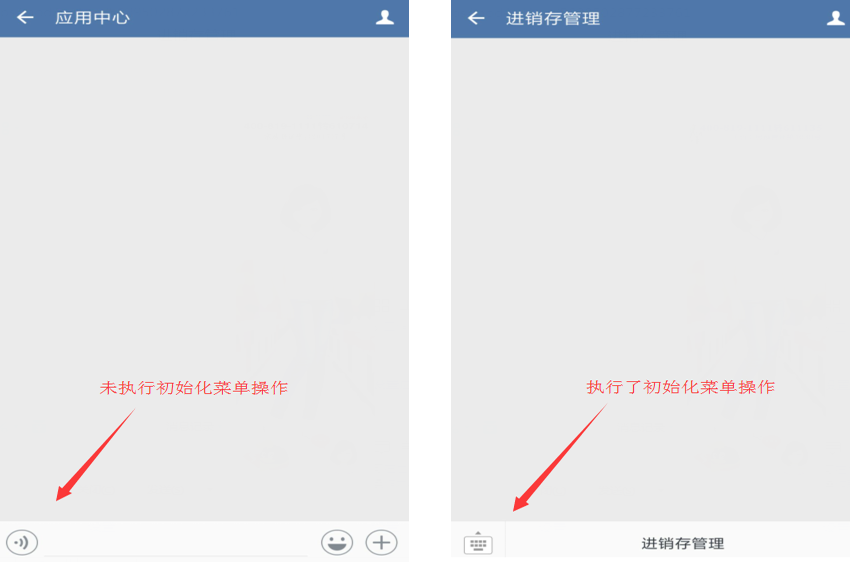 应用中心
未执行初始化菜单操作
进销存管理
执行了初始化菜单操作
进销存管理